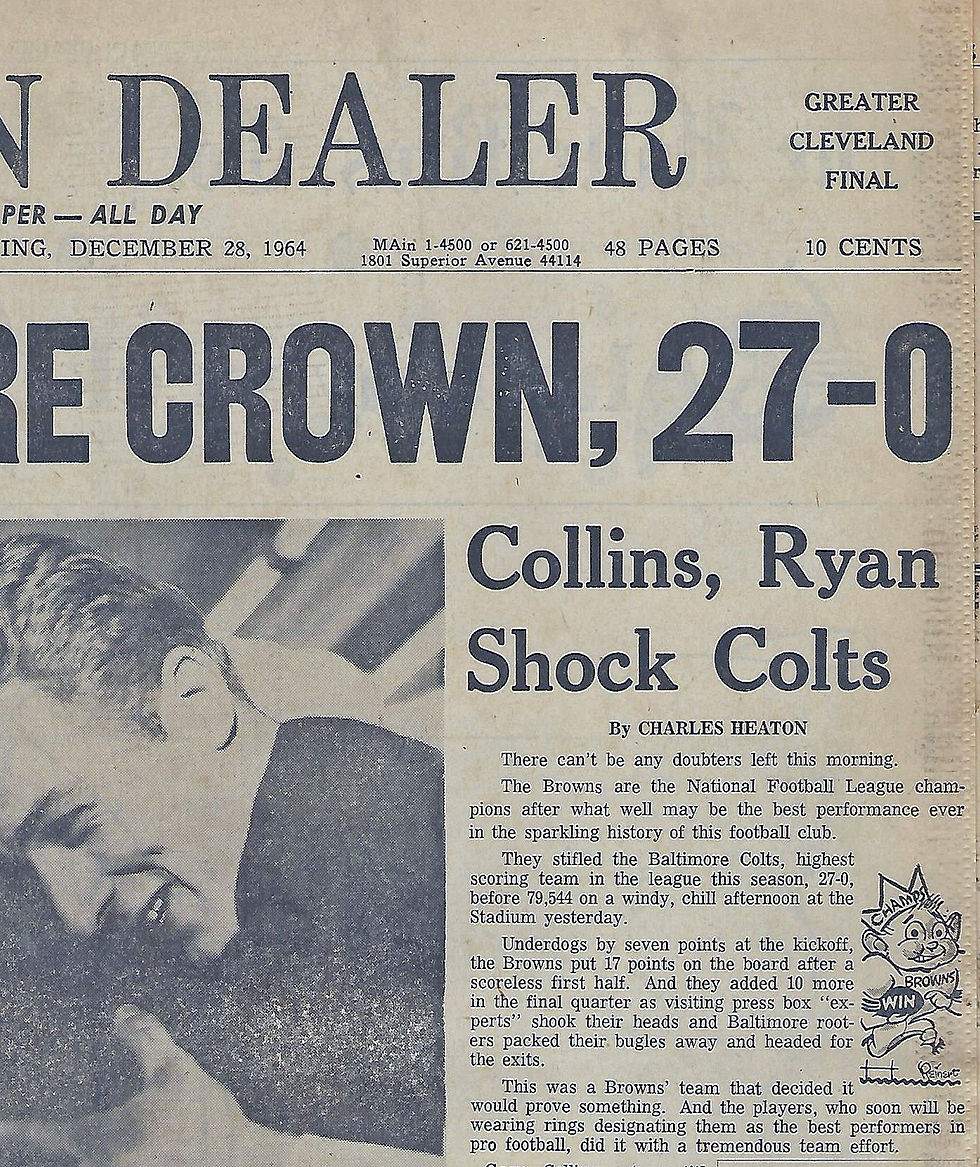 N DEALER
GREATER
CLEVELAND
FINAL
PER — ALL DAY
ING, DECEMBER 28, 1964
MAin 1-4500 or 621-4500
1801 Superior Avenue 44114
48 PAGES
10 CENTS
RE CROWN, 27-0
Collins, Ryan
Shock Colts
By CHARLES HEATON
There can't be any doubters left this morning.
The Browns are the National Football League cham-
pions after what well may be the best performance ever
in the sparkling history of this football club.
They stifled the Baltimore Colts, highest
scoring team in the league this season, 27-0,
before 79,544 on a windy, chill afternoon at the
Stadium yesterday.
Underdogs by seven points at the kickoff,
the Browns put 17 points on the board after a
scoreless first half. And they added 10 more
in the final quarter as visiting press box “ex-
perts” shook their heads and Baltimore root-
ers packed their bugles away and headed for
the exits.
This was a Browns' team that decided it
would prove something. And the players, who soon will be
wearing rings designating them as the best performers in
pro football, did it with a tremendous team effort.
CHAMPS
BROWNS
WIN